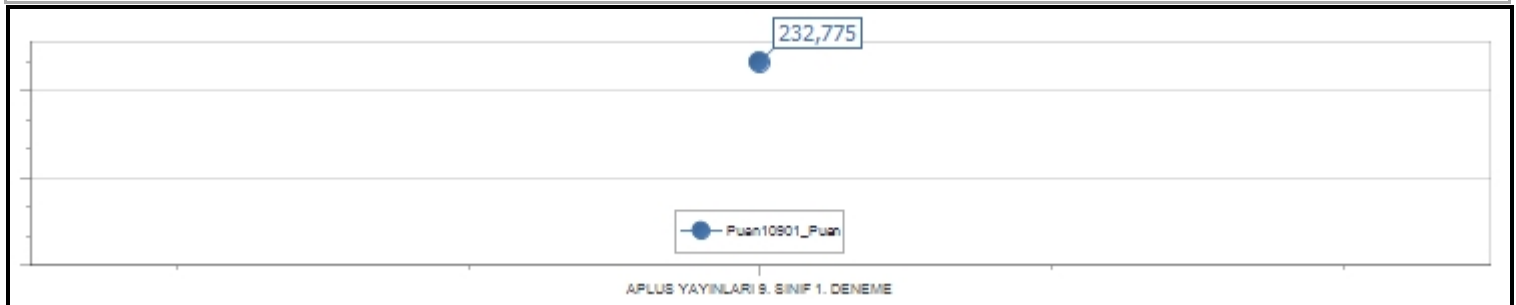 232,775
Puan10901_Puan
APLUS YAYINLARI 9. SINIF 1. DENEME